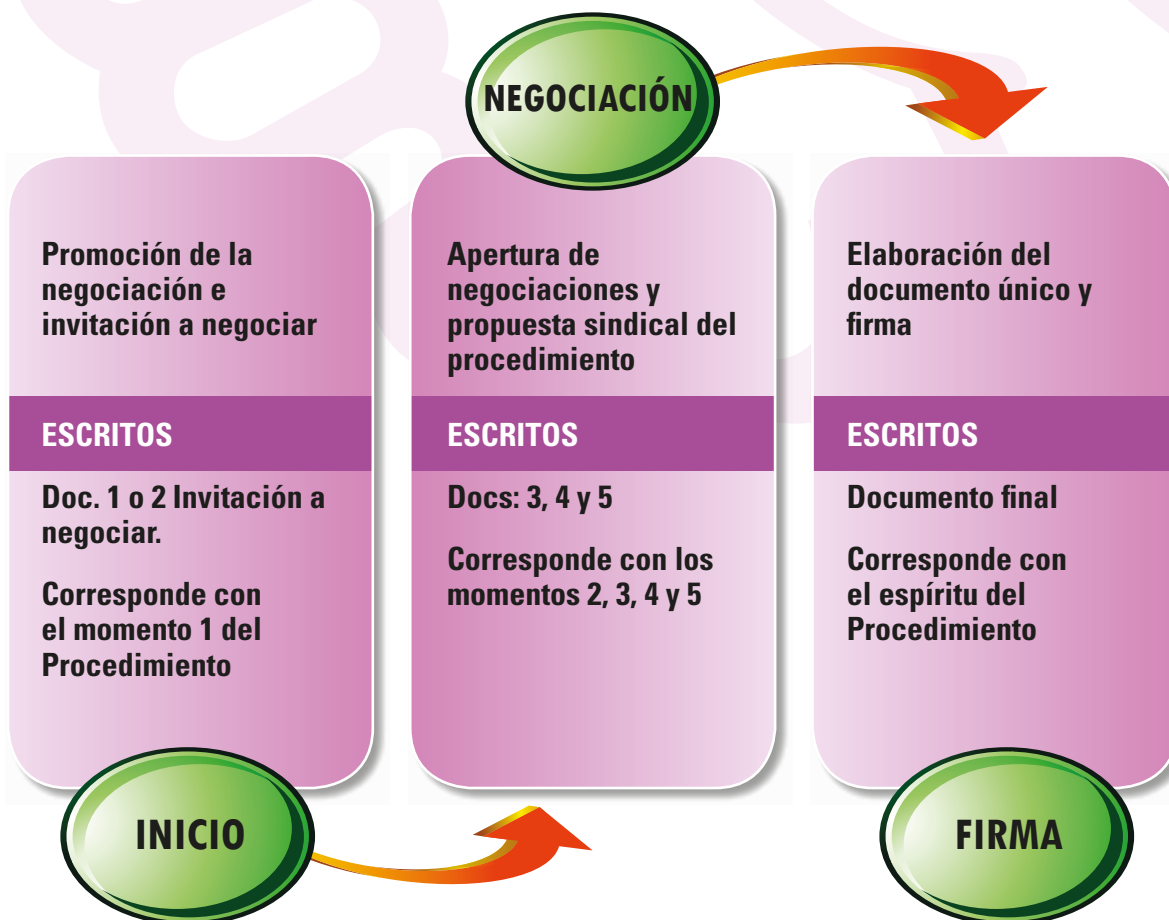 NEGOCIACIÓN
Promoción de la
negociación e
invitación a negociar
ESCRITOS
Doc. 1 o 2 Invitación a
negociar.
Corresponde con
el momento 1 del
Procedimiento
INICIO
Apertura de
negociaciones y
propuesta sindical del
procedimiento
ESCRITOS
Docs: 3, 4 y 5
Corresponde con los
momentos 2, 3, 4 y 5
Elaboración del
documento único y
firma
ESCRITOS
Documento final
Corresponde con
el espíritu del
Procedimiento
FIRMA